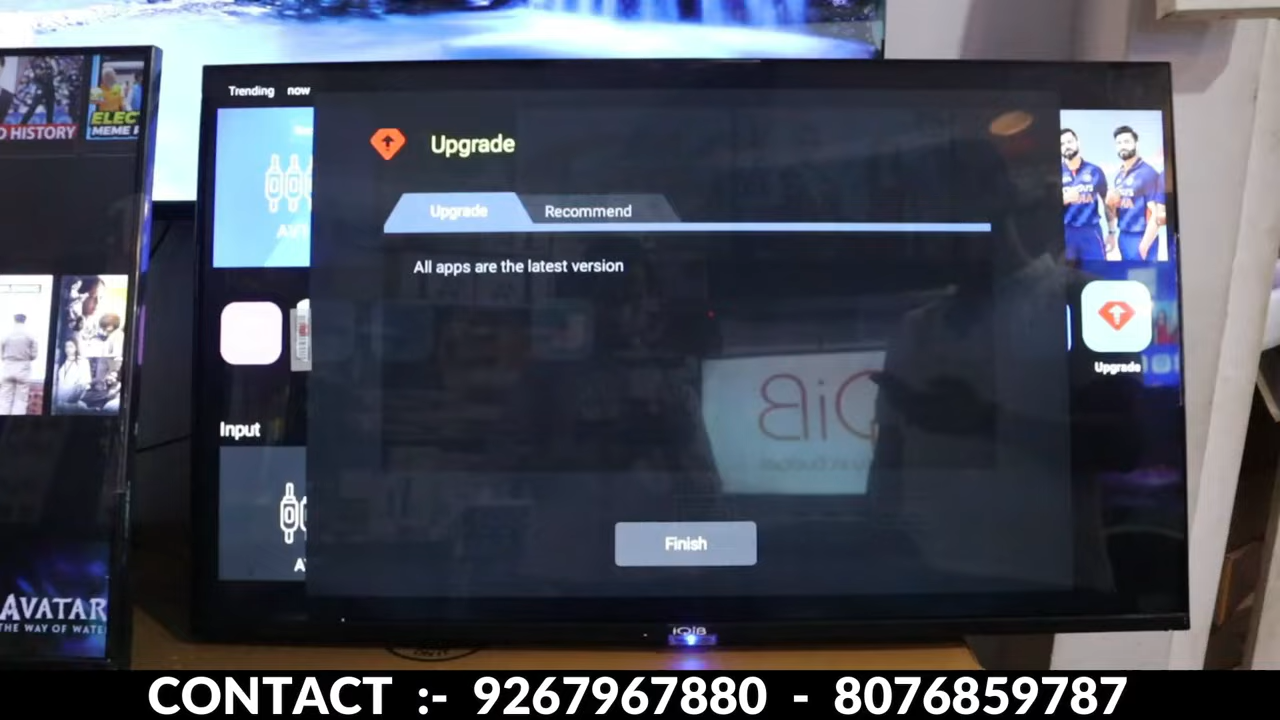 Trending now
HISTORY
ELEC
MEME
Upgrade
Upgrade
Recommend
All apps are the latest version
Upgrade
Input
Finish
AVATAR
THE WAY OF WATE
CONTACT :- 9267967880 - 8076859787